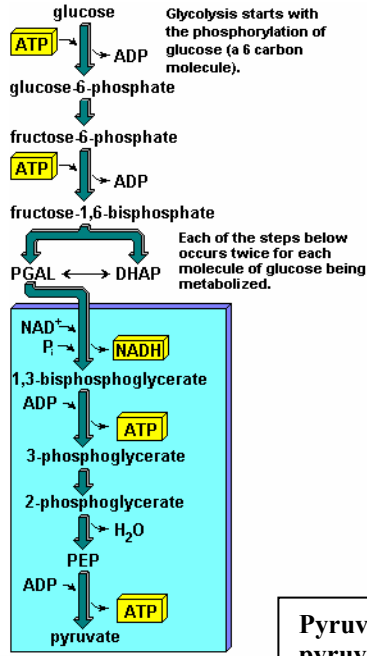 glucose
Glycolysis starts with
the phosphorylation of
glucose (a 6 carbon
molecule).
ATP
ADP
glucose-6-phosphate
fructose-6-phosphate
ATP
ADP
fructose-1,6-bisphosphate
Each of the steps below
occurs twice for each
molecule of glucose being
metabolized.
PGAL
DHAP
NAD+
Pi
NADH
1,3-bisphosphoglycerate
ADP
ATP
3-phosphoglycerate
2-phosphoglycerate
H2O
PEP
ADP
ATP
pyruvate
Pyruv